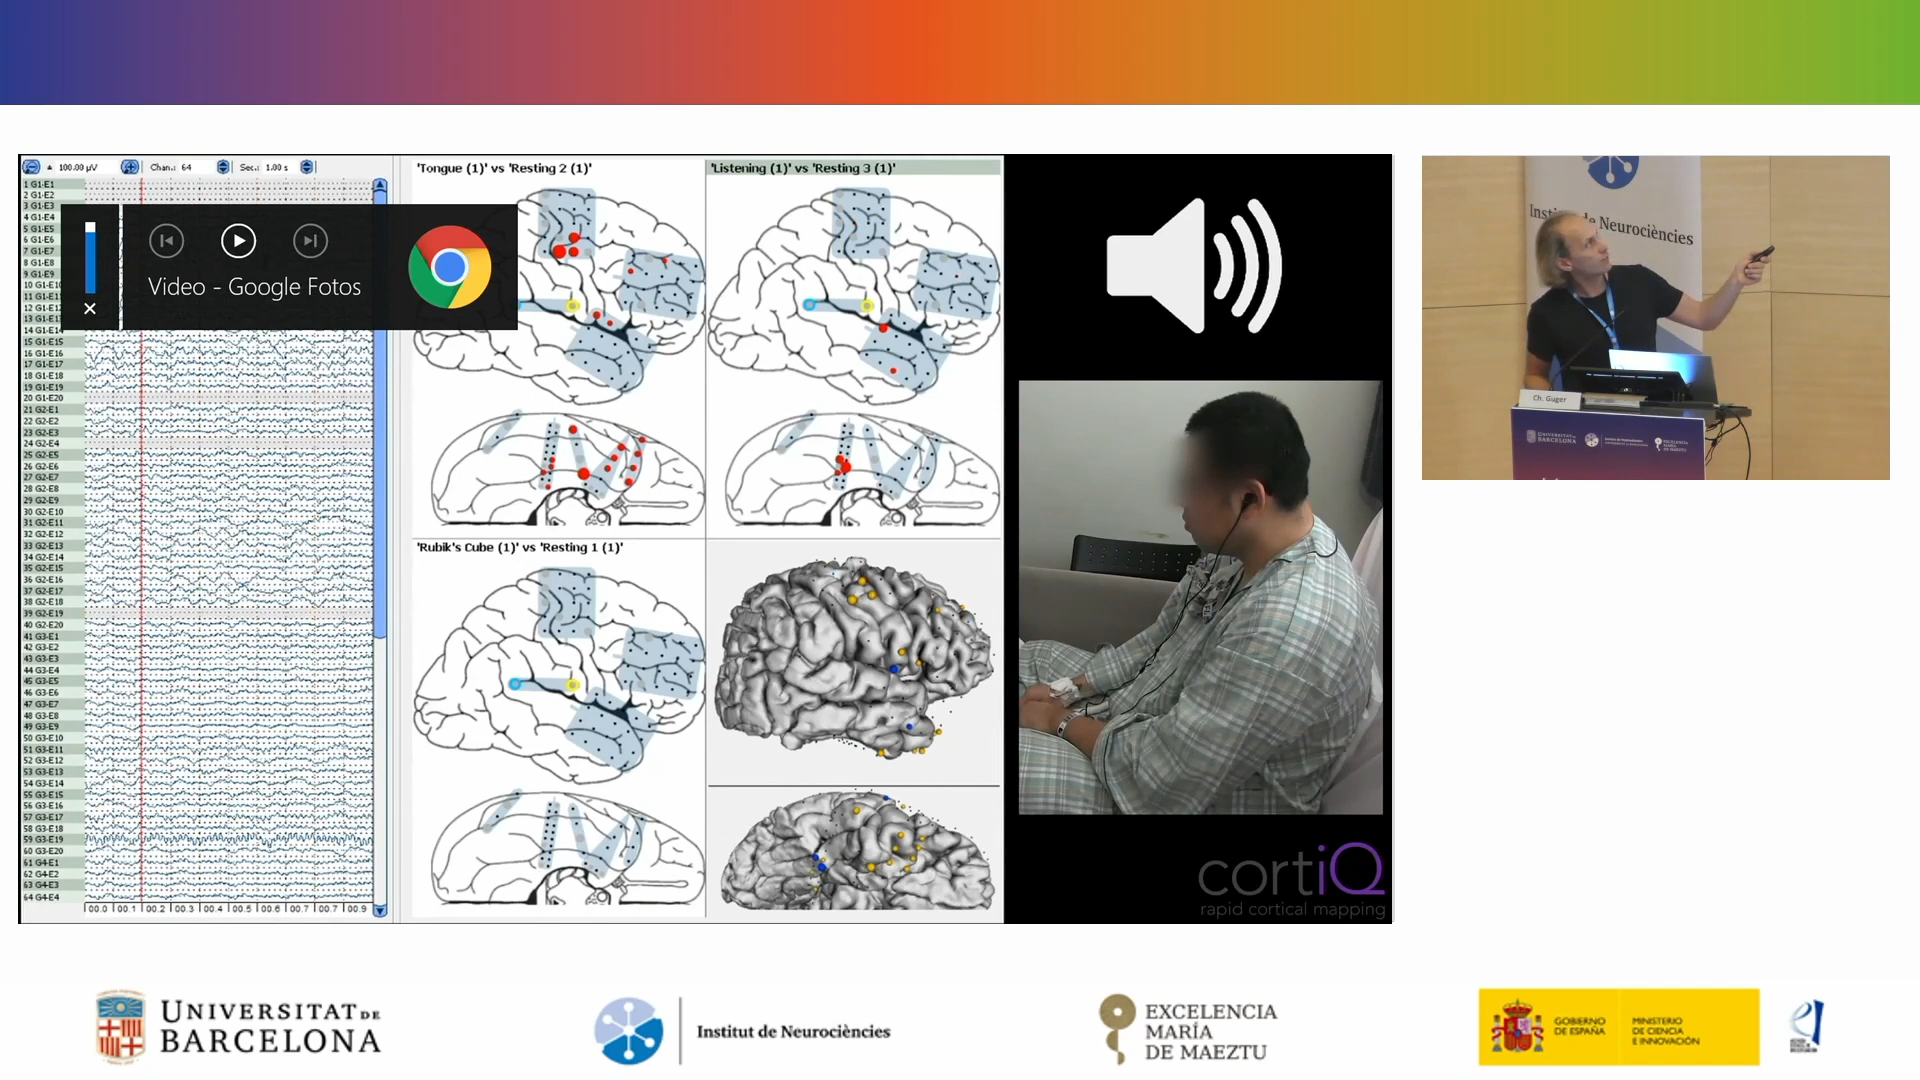 100.00 µV
Chan.: 64
Sec.: 1.00 s
1 G1-E1
2 G1-E2
3 G1-E3
4 G1-E4
5 G1-E5
6 G1-E6
7 G1-E7
8 G1-E8
9 G1-E9
10 G1-E10
11 G1-E11
12 G1-E12
13 G1-E13
14 G1-E14
15 G1-E15
16 G1-E16
17 G1-E17
18 G1-E18
19 G1-E19
20 G1-E20
21 G2-E1
22 G2-E2
23 G2-E3
24 G2-E4
25 G2-E5
26 G2-E6
27 G2-E7
28 G2-E8
29 G2-E9
30 G2-E10
31 G2-E11
32 G2-E12
33 G2-E13
34 G2-E14
35 G2-E15
36 G2-E16
37 G2-E17
38 G2-E18
39 G2-E19
40 G2-E20
41 G3-E1
42 G3-E2
43 G3-E3
44 G3-E4
45 G3-E5
46 G3-E6
47 G3-E7
48 G3-E8
49 G3-E9
50 G3-E10
51 G3-E11
52 G3-E12
53 G3-E13
54 G3-E14
55 G3-E15
56 G3-E16
57 G3-E17
58 G3-E18
59 G3-E19
60 G3-E20
61 G4-E1
62 G4-E2
63 G4-E3
64 G4-E4
00.0 00.1 00.2 00.3 00.4 00.5 00.6 00.7 00.7 00.9
Video - Google Fotos
'Tongue (1)' vs 'Resting 2 (1)'
'Listening (1)' vs 'Resting 3 (1)'
'Rubik's Cube (1)' vs 'Resting 1 (1)'
cortiQ
rapid cortical mapping
Institut de Neurociències
Ch. Guger
UNIVERSITAT DE
BARCELONA
EXCELENCIA
MARÍA
DE MAEZTU
UNIVERSITAT DE
BARCELONA
Institut de Neurociències
EXCELENCIA
MARÍA
DE MAEZTU
GOBIERNO
DE ESPAÑA
MINISTERIO
DE CIENCIA
E INNOVACIÓN